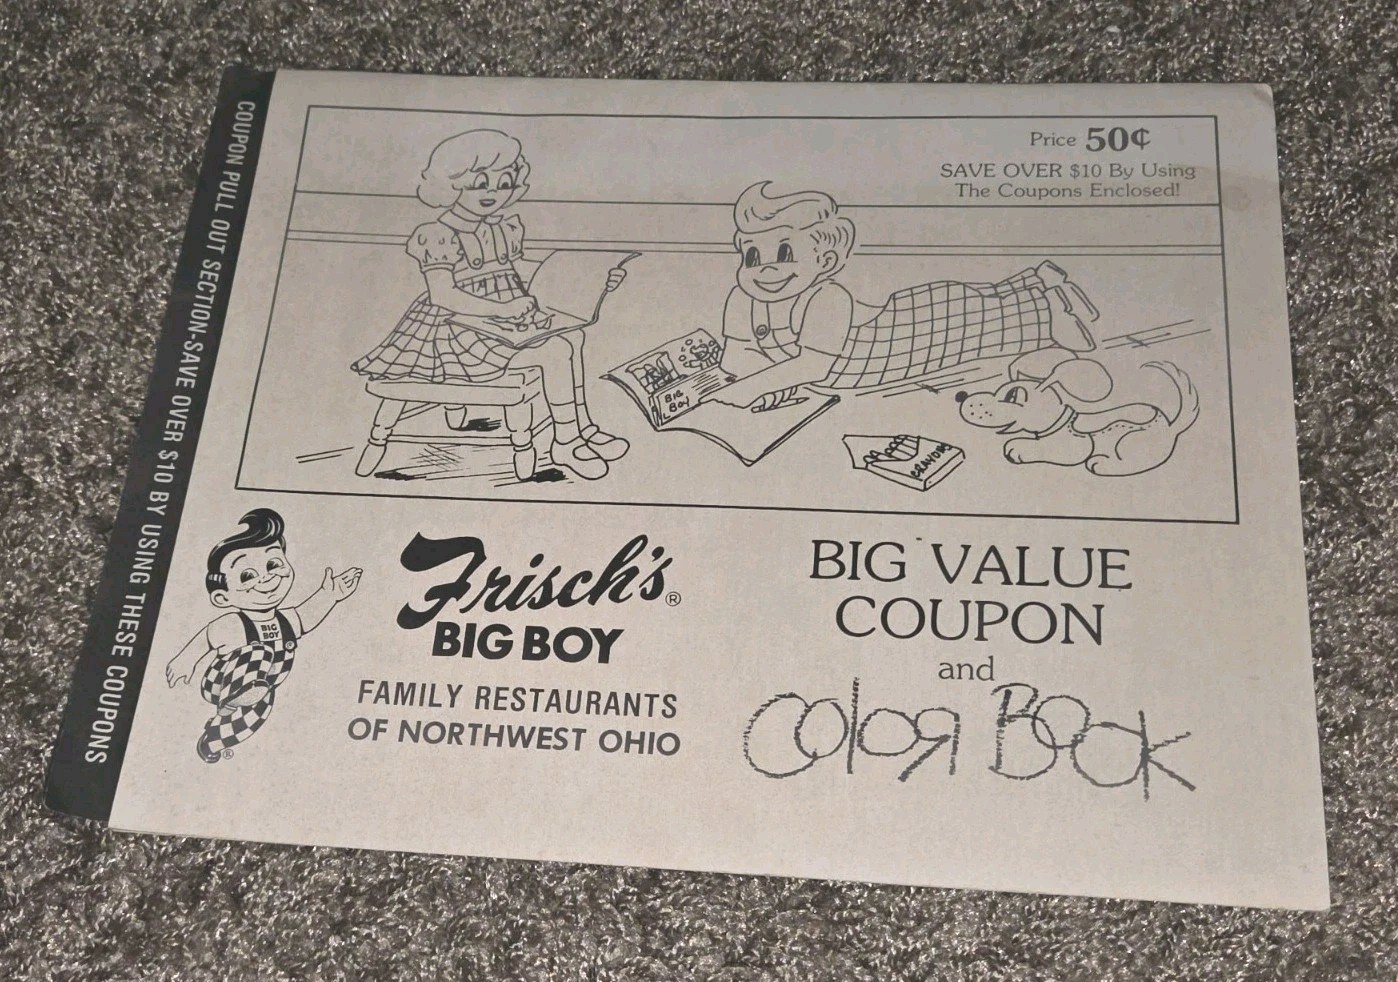 COUPON PULL OUT SECTION-SAVE OVER $10 BY USING THESE COUPONS
Price 50¢
SAVE OVER $10 By Using
The Coupons Enclosed!
BIG
BOY
CRAYONS
BIG
BOY
®
Frisch's®
BIG BOY
FAMILY RESTAURANTS
OF NORTHWEST OHIO
BIG VALUE
COUPON
and
Color Book